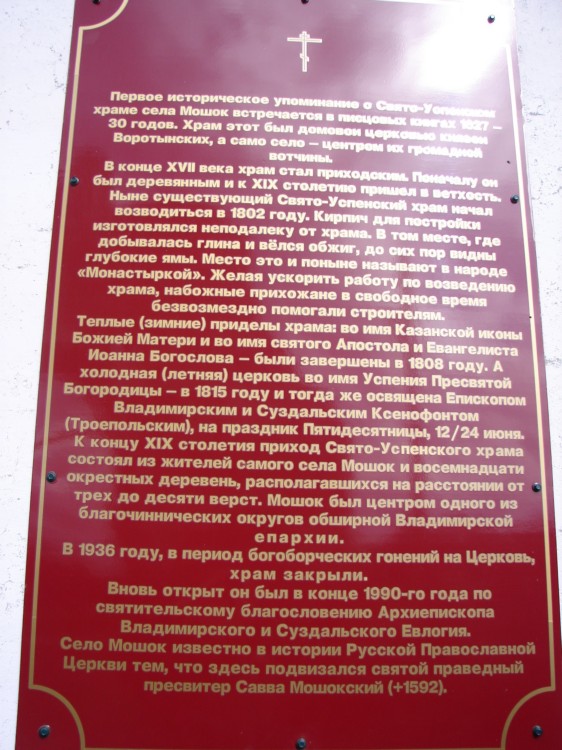 Первое историческое упоминание о Свято-Успенском
храме села Мошок встречается в писцовых книгах 1627 –
30 годов. Храм этот был домовой церковью князей
Воротынских, а само село – центром их громадной
вотчины.
В конце XVII века храм стал приходским. Поначалу он
был деревянным и к XIX столетию пришел в ветхость.
Ныне существующий Свято-Успенский храм начал
возводиться в 1802 году. Кирпич для постройки
изготовлялся неподалеку от храма. В том место, где
добывалась глина и вёлся обжиг, до сих пор видны
глубокие ямы. Место это и поныне называют в народе
«Монастыркой». Желая ускорить работу по возведению
храма, набожные прихожане в свободное время
безвозмездно помогали строителям.
Теплые (зимние) приделы храма: во имя Казанской иконы
Божией Матери и во имя святого Апостола и Евангелиста
Иоанна Богослова – были завершены в 1808 году. А
холодная (летняя) церковь во имя Успения Пресвятой
Богородицы – в 1815 году и тогда же освящена Епископом
Владимирским и Суздальским Ксенофонтом
(Троепольским), на праздник Пятидесятницы, 12/24 июня.
К концу XIX столетия приход Свято-Успенского храма
состоял из жителей самого села Мошок и восемнадцати
окрестных деревень, располагавшихся на расстоянии от
трех до десяти верст. Мошок был центром одного из
благочиннических округов обширной Владимирской
епархии.
В 1936 году, в период богоборческих гонений на Церковь,
храм закрыли.
Вновь открыт он был в конце 1990-го года по
святительскому благословению Архиепископа
Владимирского и Суздальского Евлогия.
Село Мошок известно в истории Русской Православной
Церкви тем, что здесь подвизался святой праведный
пресвитер Савва Мошокский (+1592).